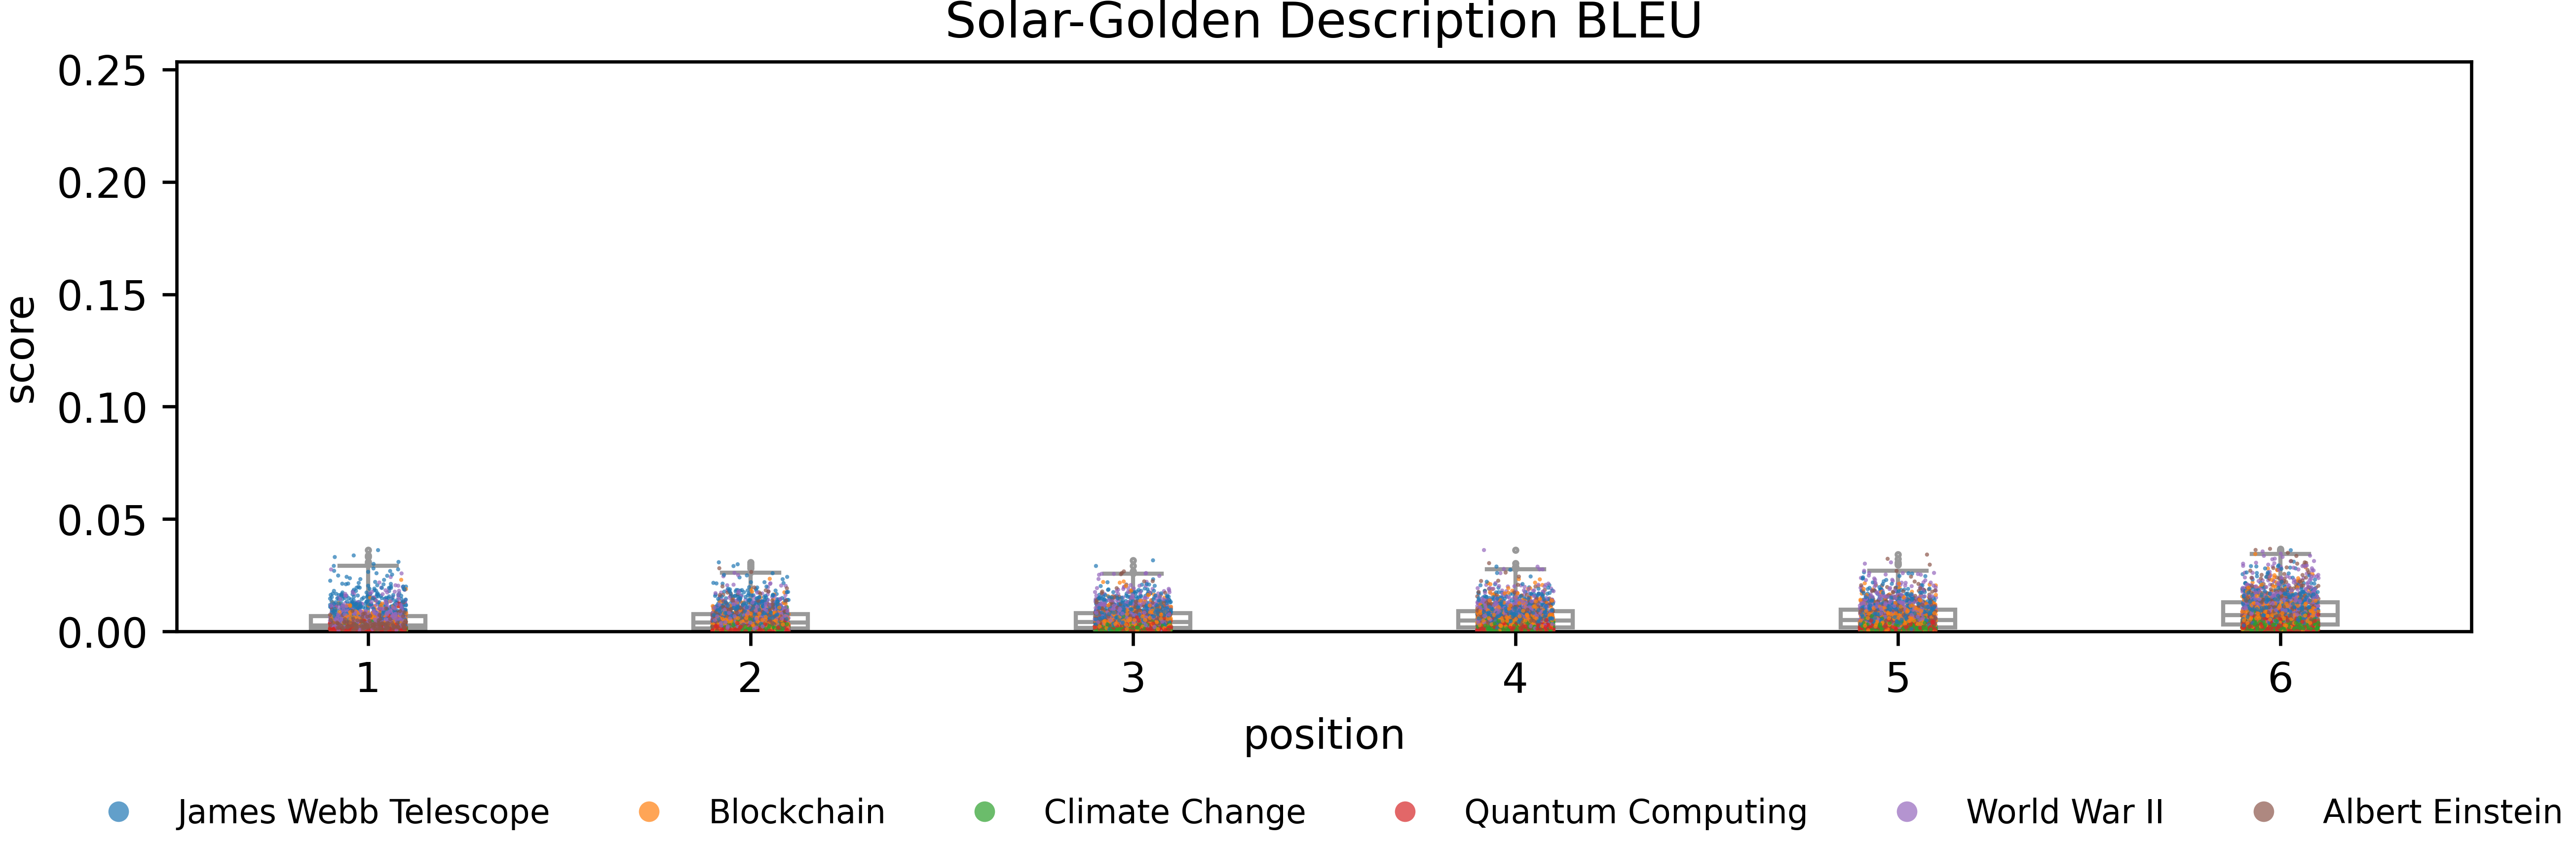 Solar-Golden Description BLEU
0.25
0.20
0.15
0.10
0.05
0.00
score
1 2 3 4 5 6
position
James Webb Telescope Blockchain Climate Change Quantum Computing World War II Albert Einstein